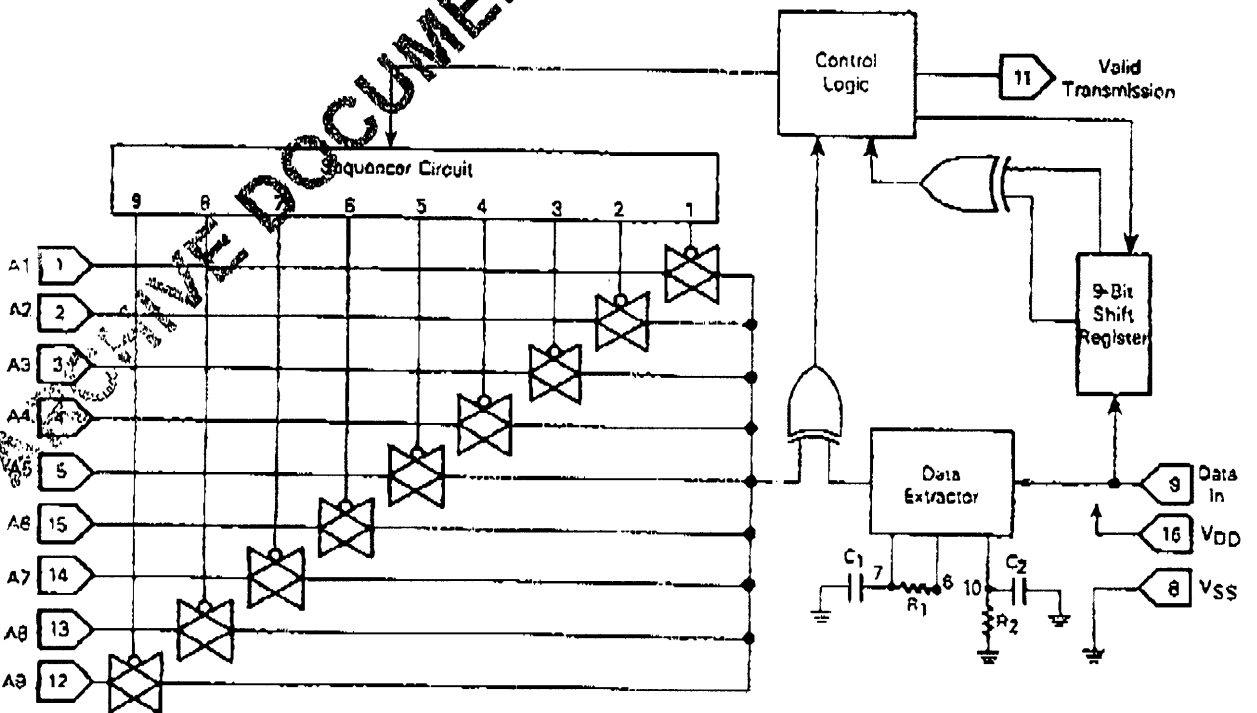 DOCUME
Control
Logic
11
Valid
Transmission
Sequencer Circuit
9 8 7 6 5 4 3 2 1
A1 1
A2 2
A3 3
A4 4
A5 5
A6 15
A7 14
A8 13
A9 12
9-Bit
Shift
Register
Data
Extractor
9 Data
In
16 VDD
8 VSS
C1 7 R1 6 10 C2
R2